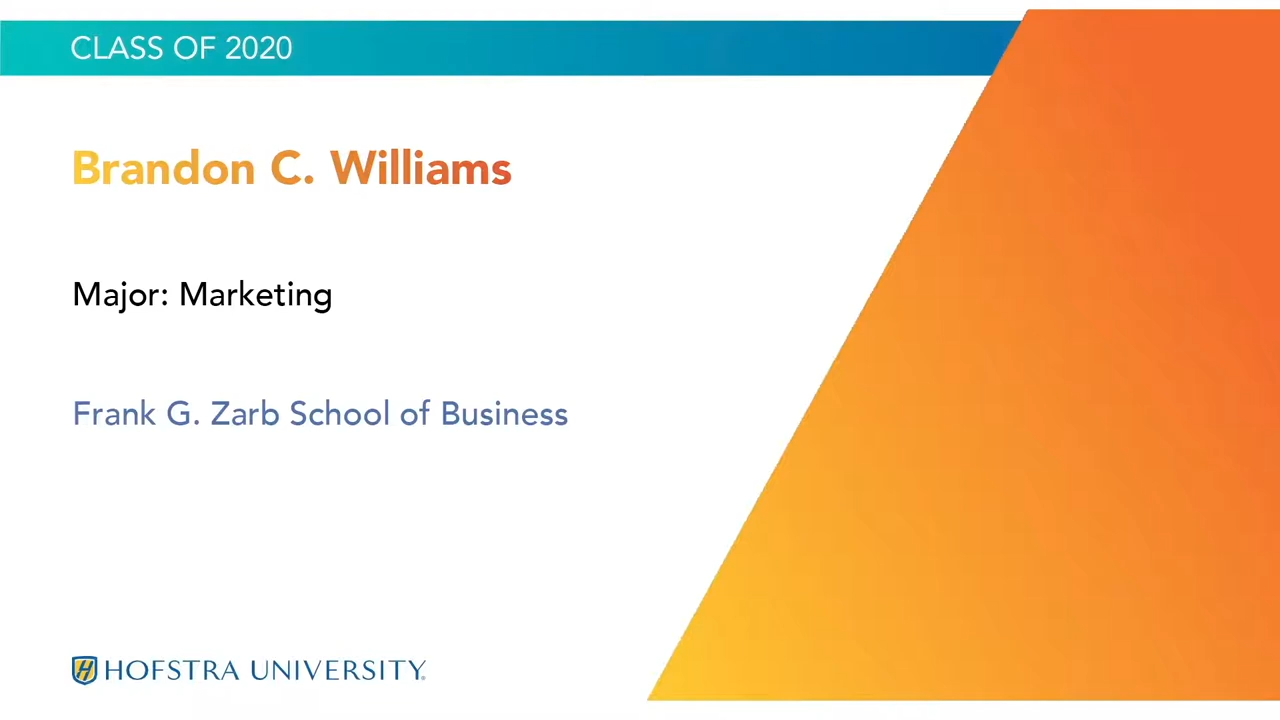 CLASS OF 2020
Brandon C. Williams
Major: Marketing
Frank G. Zarb School of Business
H HOFSTRA UNIVERSITY®